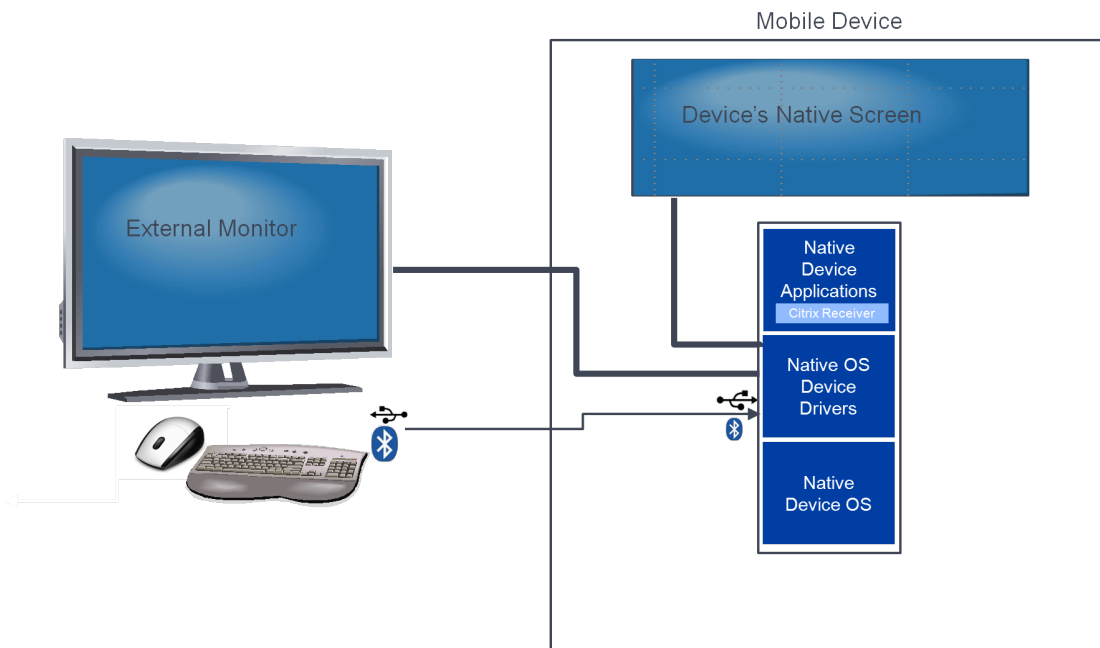 Mobile Device
Device’s Native Screen
External Monitor
Native
Device
Applications
Citrix Receiver
Native OS
Device
Drivers
Native
Device OS